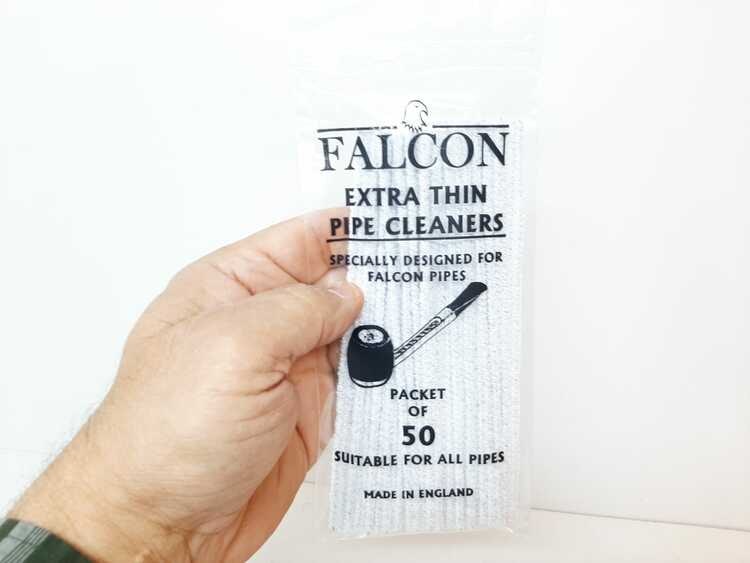 FALCON
EXTRA THIN
PIPE CLEANERS
SPECIALLY DESIGNED FOR
FALCON PIPES
PACKET
OF
50
SUITABLE FOR ALL PIPES
MADE IN ENGLAND